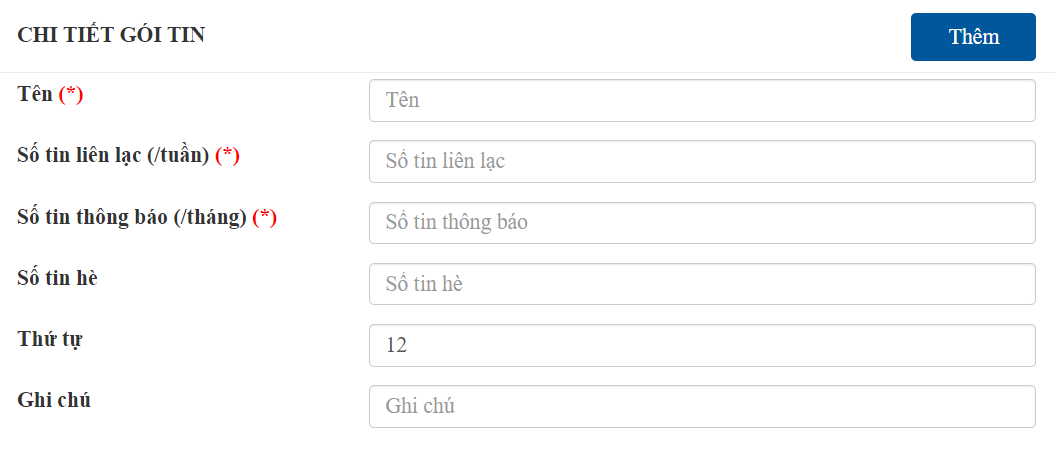 CHI TIẾT GÓI TIN
Thêm
Tên (*)
Tên
Số tin liên lạc (/tuần) (*)
Số tin liên lạc
Số tin thông báo (/tháng) (*)
Số tin thông báo
Số tin hè
Số tin hè
Thứ tự
12
Ghi chú
Ghi chú